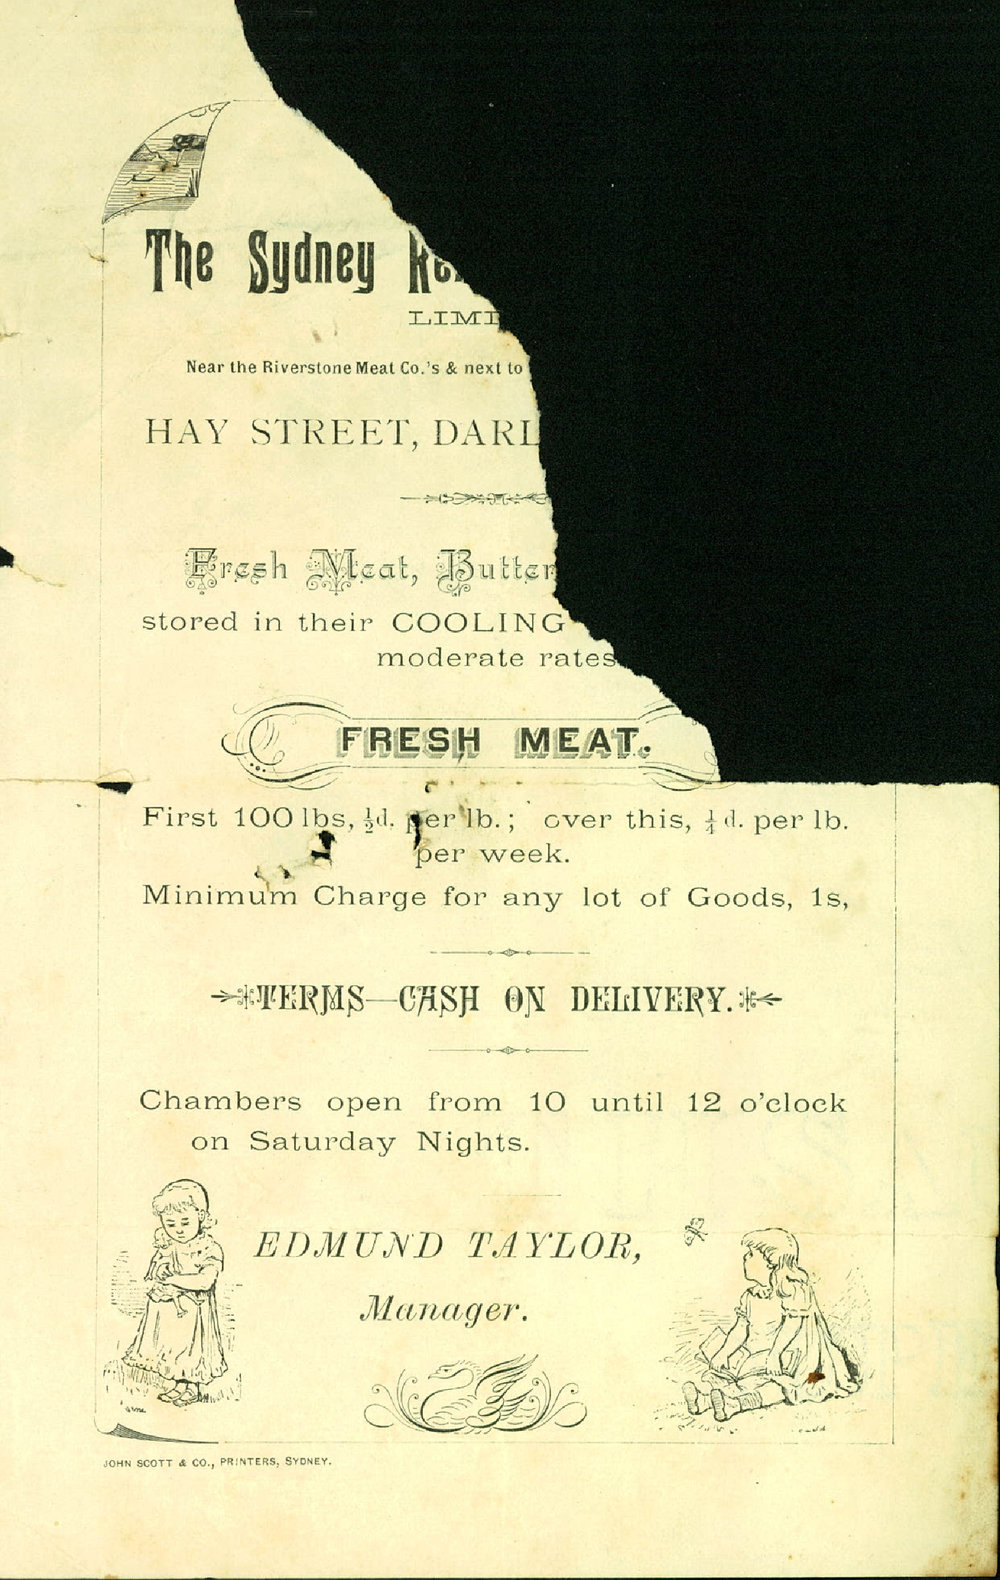 The Sydney
Near the Riverstone Meat Co.'s & next to
HAY STREET,
Fresh Meat, Butter
stored in their COOLING
moderate rates
FRESH MEAT.
First 100 lbs, ½d. per lb.; over this, ¼d. per lb.
per week.
Minimum Charge for any lot of Goods, 1s,
TERMS—CASH ON DELIVERY.
Chambers open from 10 until 12 o'clock
on Saturday Nights.
EDMUND TAYLOR,
Manager.
JOHN SCOTT & CO., PRINTERS, SYDNEY.